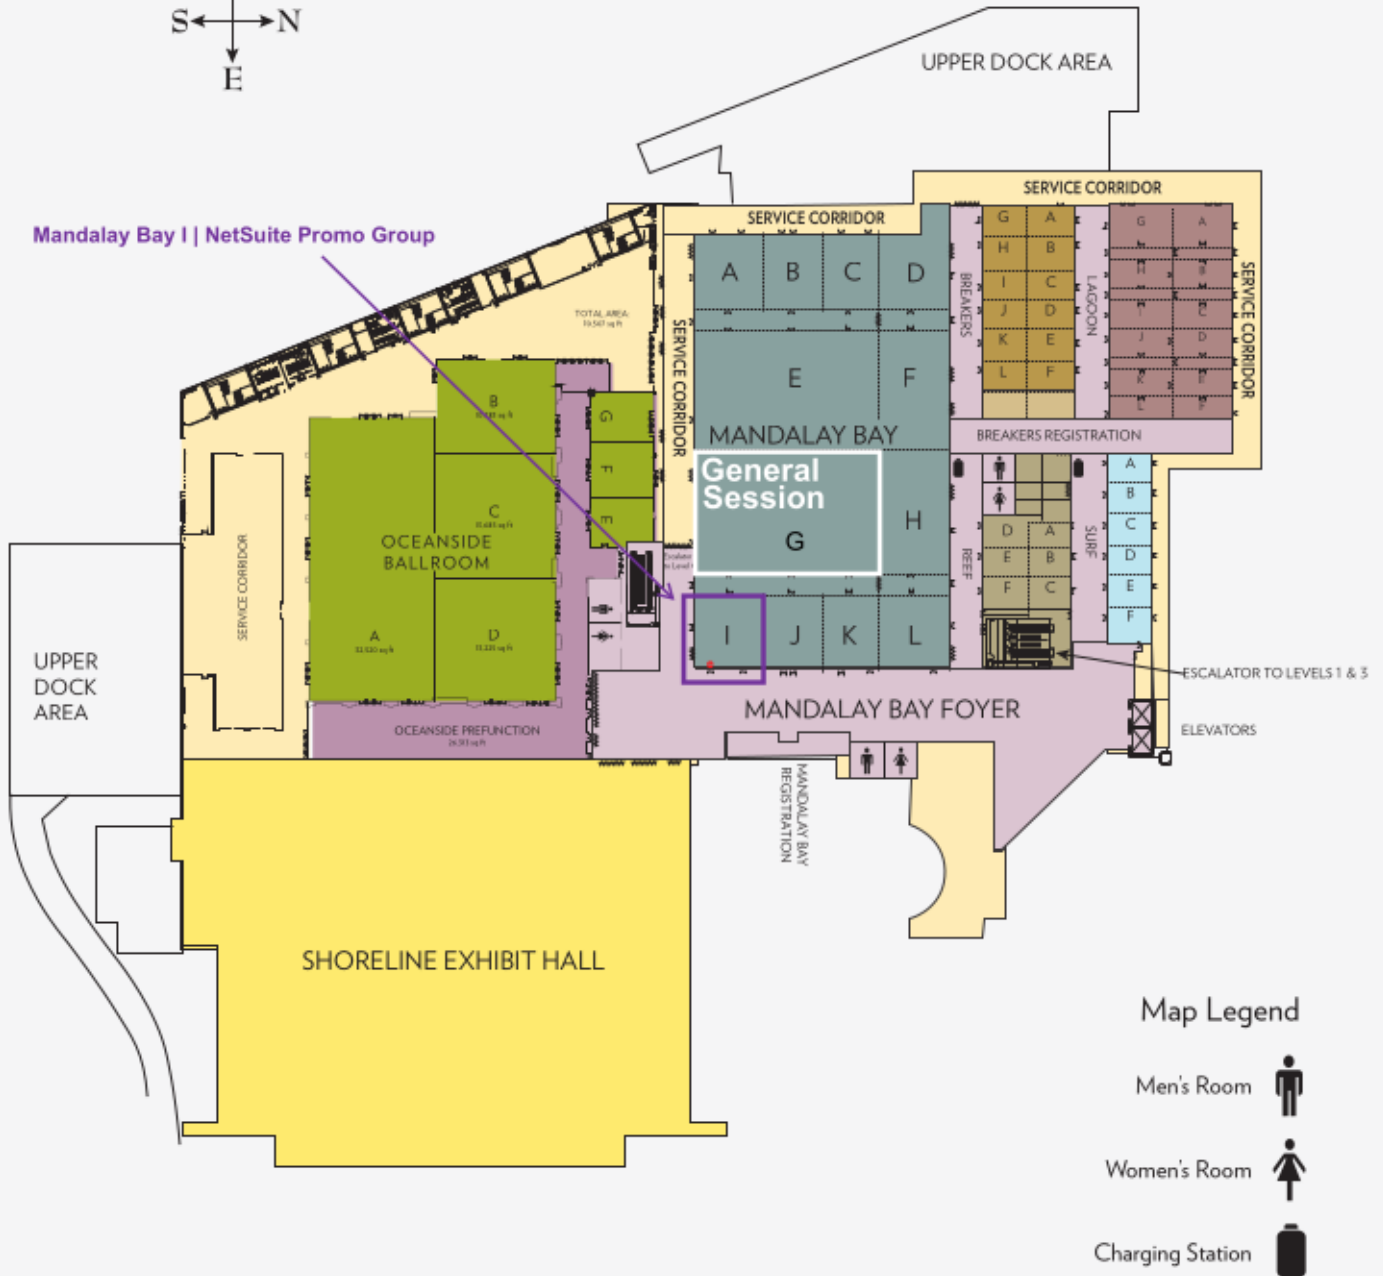 S N
E
UPPER DOCK AREA
SERVICE CORRIDOR
SERVICE CORRIDOR
Mandalay Bay I | NetSuite Promo Group
A B C D
BREAKERS
G A
H B
I C
J D
K E
L F
LAGOON
G A
H B
I C
J D
K E
L F
SERVICE CORRIDOR
TOTAL AREA:
SERVICE CORRIDOR
E F
MANDALAY BAY
BREAKERS REGISTRATION
General
Session
G
H
REEF
D A
E B
F C
SURF
A
B
C
D
E
F
B
C
OCEANSIDE
BALLROOM
A
D
G
F
E
SERVICE CORRIDOR
I J K L
UPPER
DOCK
AREA
ESCALATOR TO LEVELS 1 & 3
MANDALAY BAY FOYER
OCEANSIDE PREFUNCTION
ELEVATORS
MANDALAY BAY
REGISTRATION
SHORELINE EXHIBIT HALL
Map Legend
Men's Room
Women's Room
Charging Station